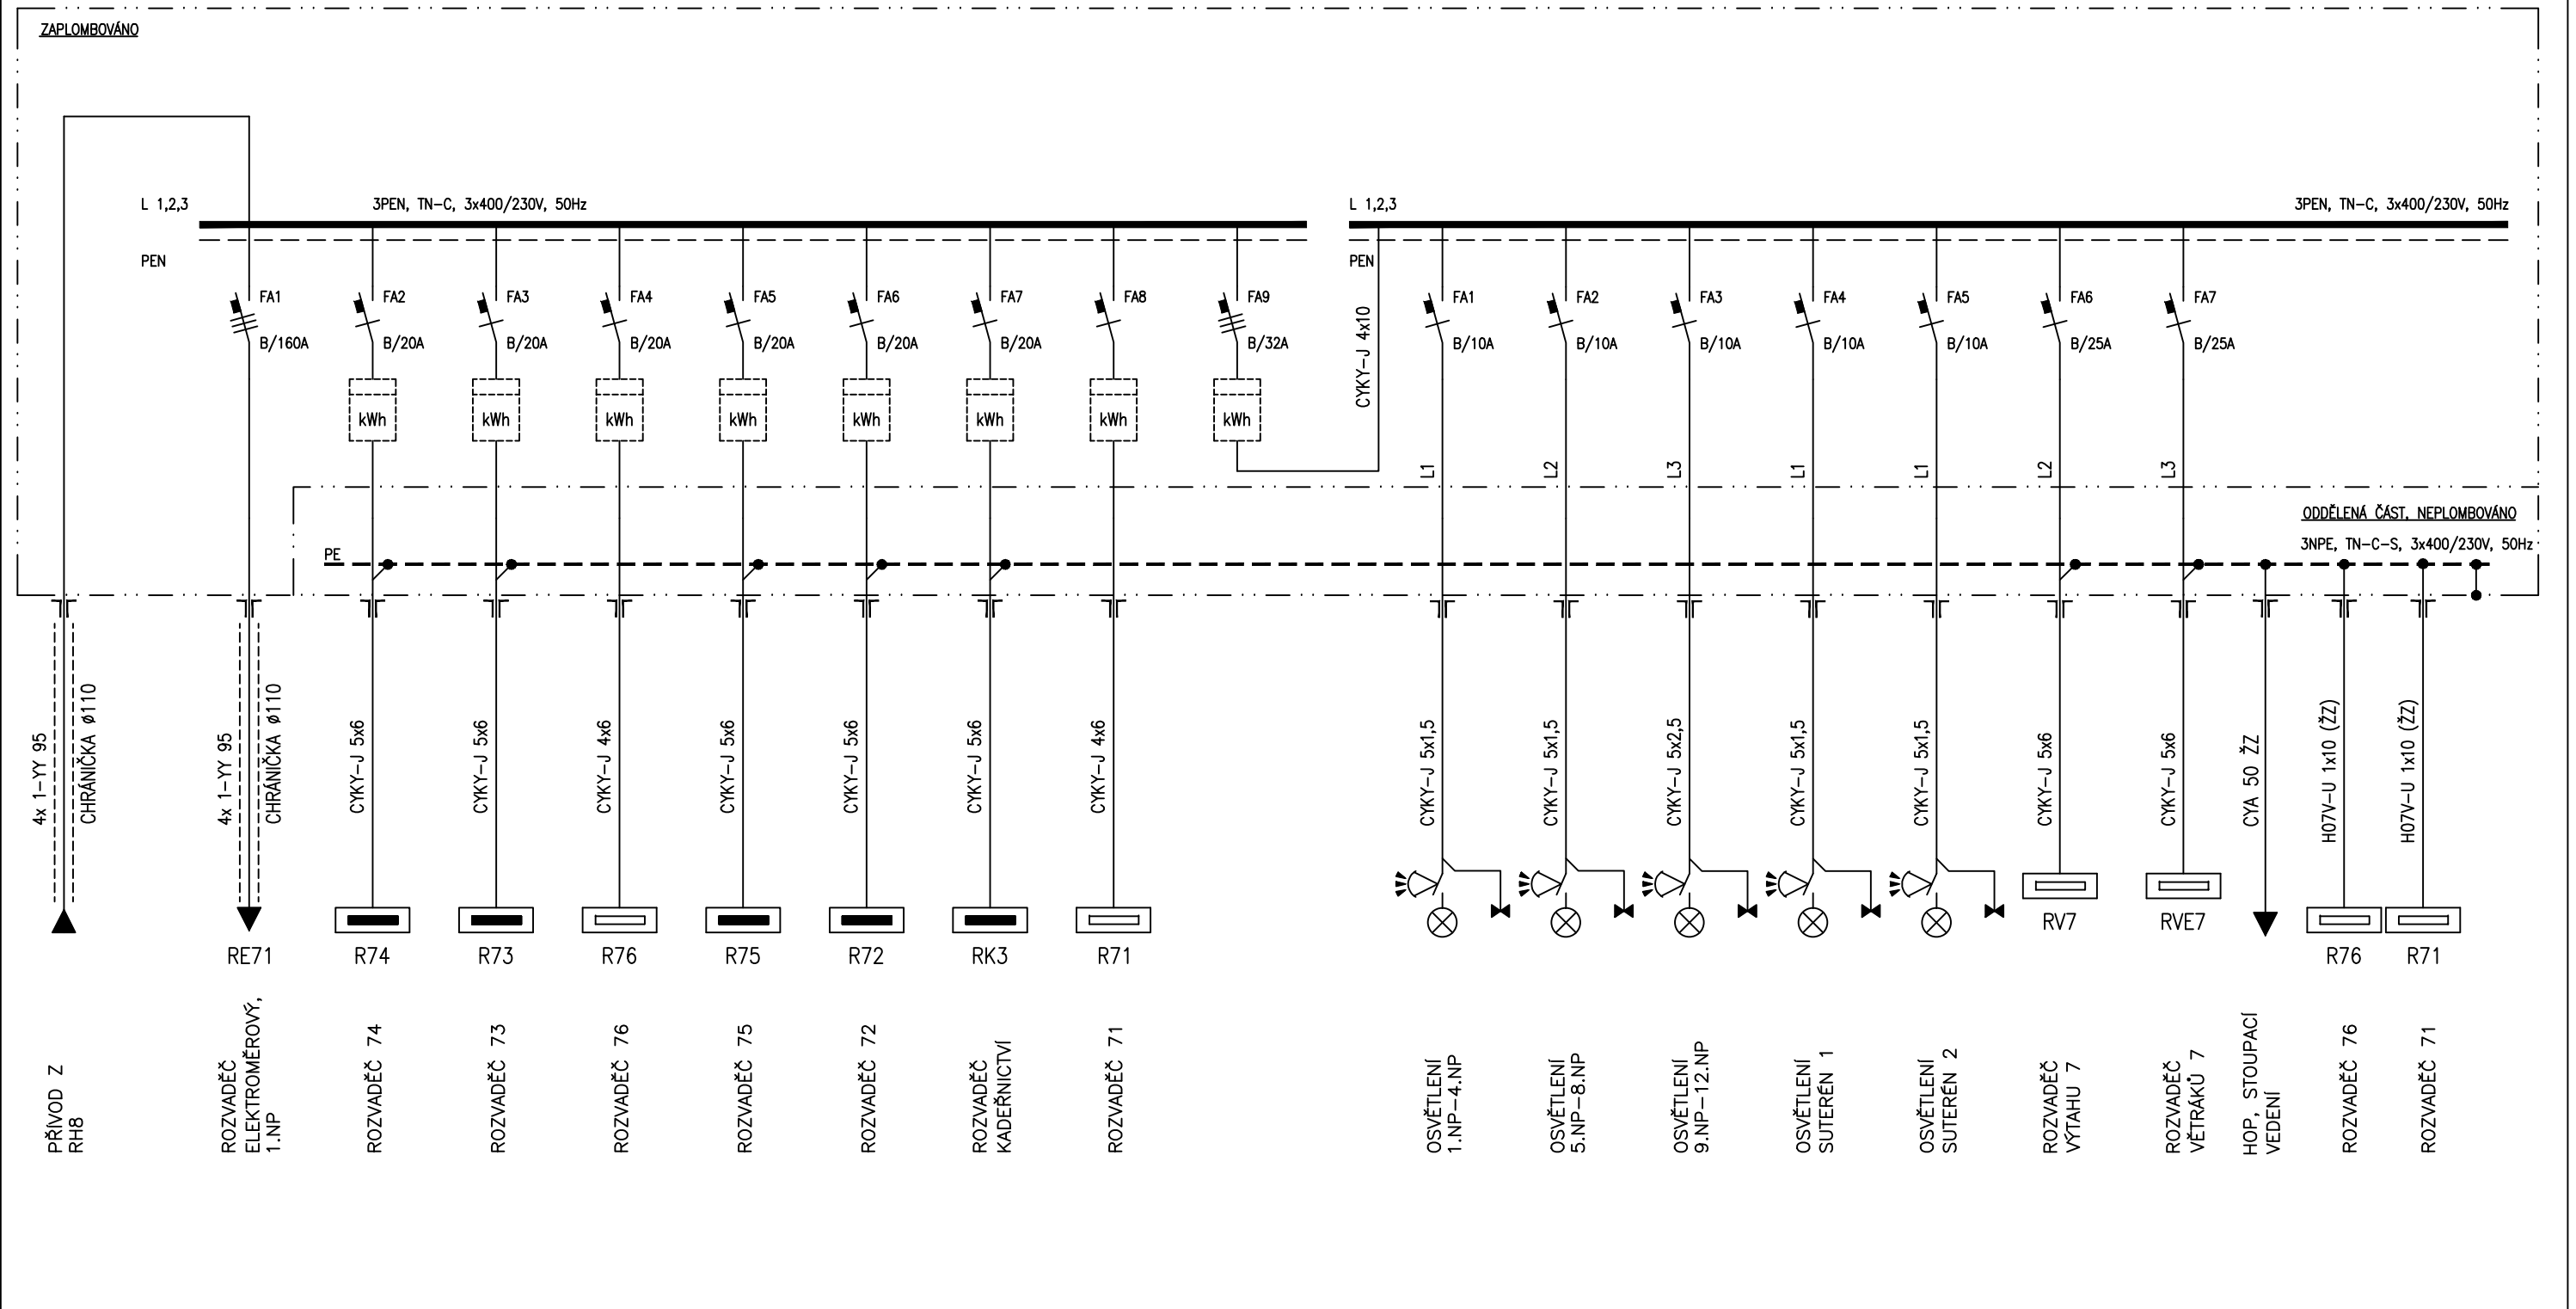 ZAPLOMBOVÁNO
L 1,2,3
3PEN, TN-C, 3x400/230V, 50Hz
L 1,2,3
3PEN, TN-C, 3x400/230V, 50Hz
PEN
PEN
FA1
FA2
FA3
FA4
FA5
FA6
FA7
FA8
FA9
FA1
FA2
FA3
FA4
FA5
FA6
FA7
B/160A
B/20A
B/20A
B/20A
B/20A
B/20A
B/20A
B/32A
CYKY-J 4x10
B/10A
B/10A
B/10A
B/10A
B/10A
B/25A
B/25A
kWh
kWh
kWh
kWh
kWh
kWh
kWh
kWh
L1
L2
L3
L1
L1
L2
L3
ODDĚLENÁ ČÁST, NEPLOMBOVÁNO
3NPE, TN-C-S, 3x400/230V, 50Hz
PE
4x 1-YY 95
CHRÁNIČKA ø110
4x 1-YY 95
CHRÁNIČKA ø110
CYKY-J 5x6
CYKY-J 5x6
CYKY-J 4x6
CYKY-J 5x6
CYKY-J 5x6
CYKY-J 5x6
CYKY-J 4x6
CYKY-J 5x1,5
CYKY-J 5x1,5
CYKY-J 5x2,5
CYKY-J 5x1,5
CYKY-J 5x1,5
CYKY-J 5x6
CYKY-J 5x6
CYA 50 ŽZ
H07V-U 1x10 (ŽZ)
H07V-U 1x10 (ŽZ)
RE71
R74
R73
R76
R75
R72
RK3
R71
RV7
RVE7
R76
R71
PŘÍVOD Z
RH8
ROZVADĚČ
ELEKTROMĚROVÝ,
1.NP
ROZVADĚČ 74
ROZVADĚČ 73
ROZVADĚČ 76
ROZVADĚČ 75
ROZVADĚČ 72
ROZVADĚČ
KADEŘNICTVÍ
ROZVADĚČ 71
OSVĚTLENÍ
1.NP-4.NP
OSVĚTLENÍ
5.NP-8.NP
OSVĚTLENÍ
9.NP-12.NP
OSVĚTLENÍ
SUTERÉN 1
OSVĚTLENÍ
SUTERÉN 2
ROZVADĚČ
VÝTAHU 7
ROZVADĚČ
VĚTRÁKŮ 7
HOP, STOUPACÍ
VEDENÍ
ROZVADĚČ 76
ROZVADĚČ 71